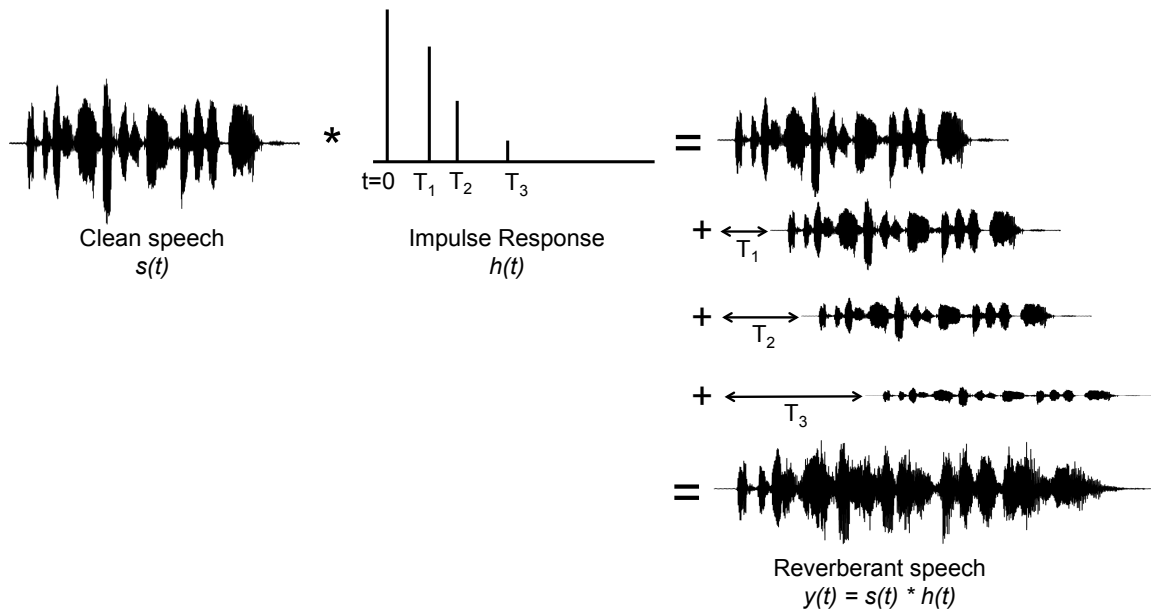 *
=
t=0 T₁ T₂ T₃
Clean speech
s(t)
Impulse Response
h(t)
+
T₁
+
T₂
+
T₃
=
Reverberant speech
y(t) = s(t) * h(t)